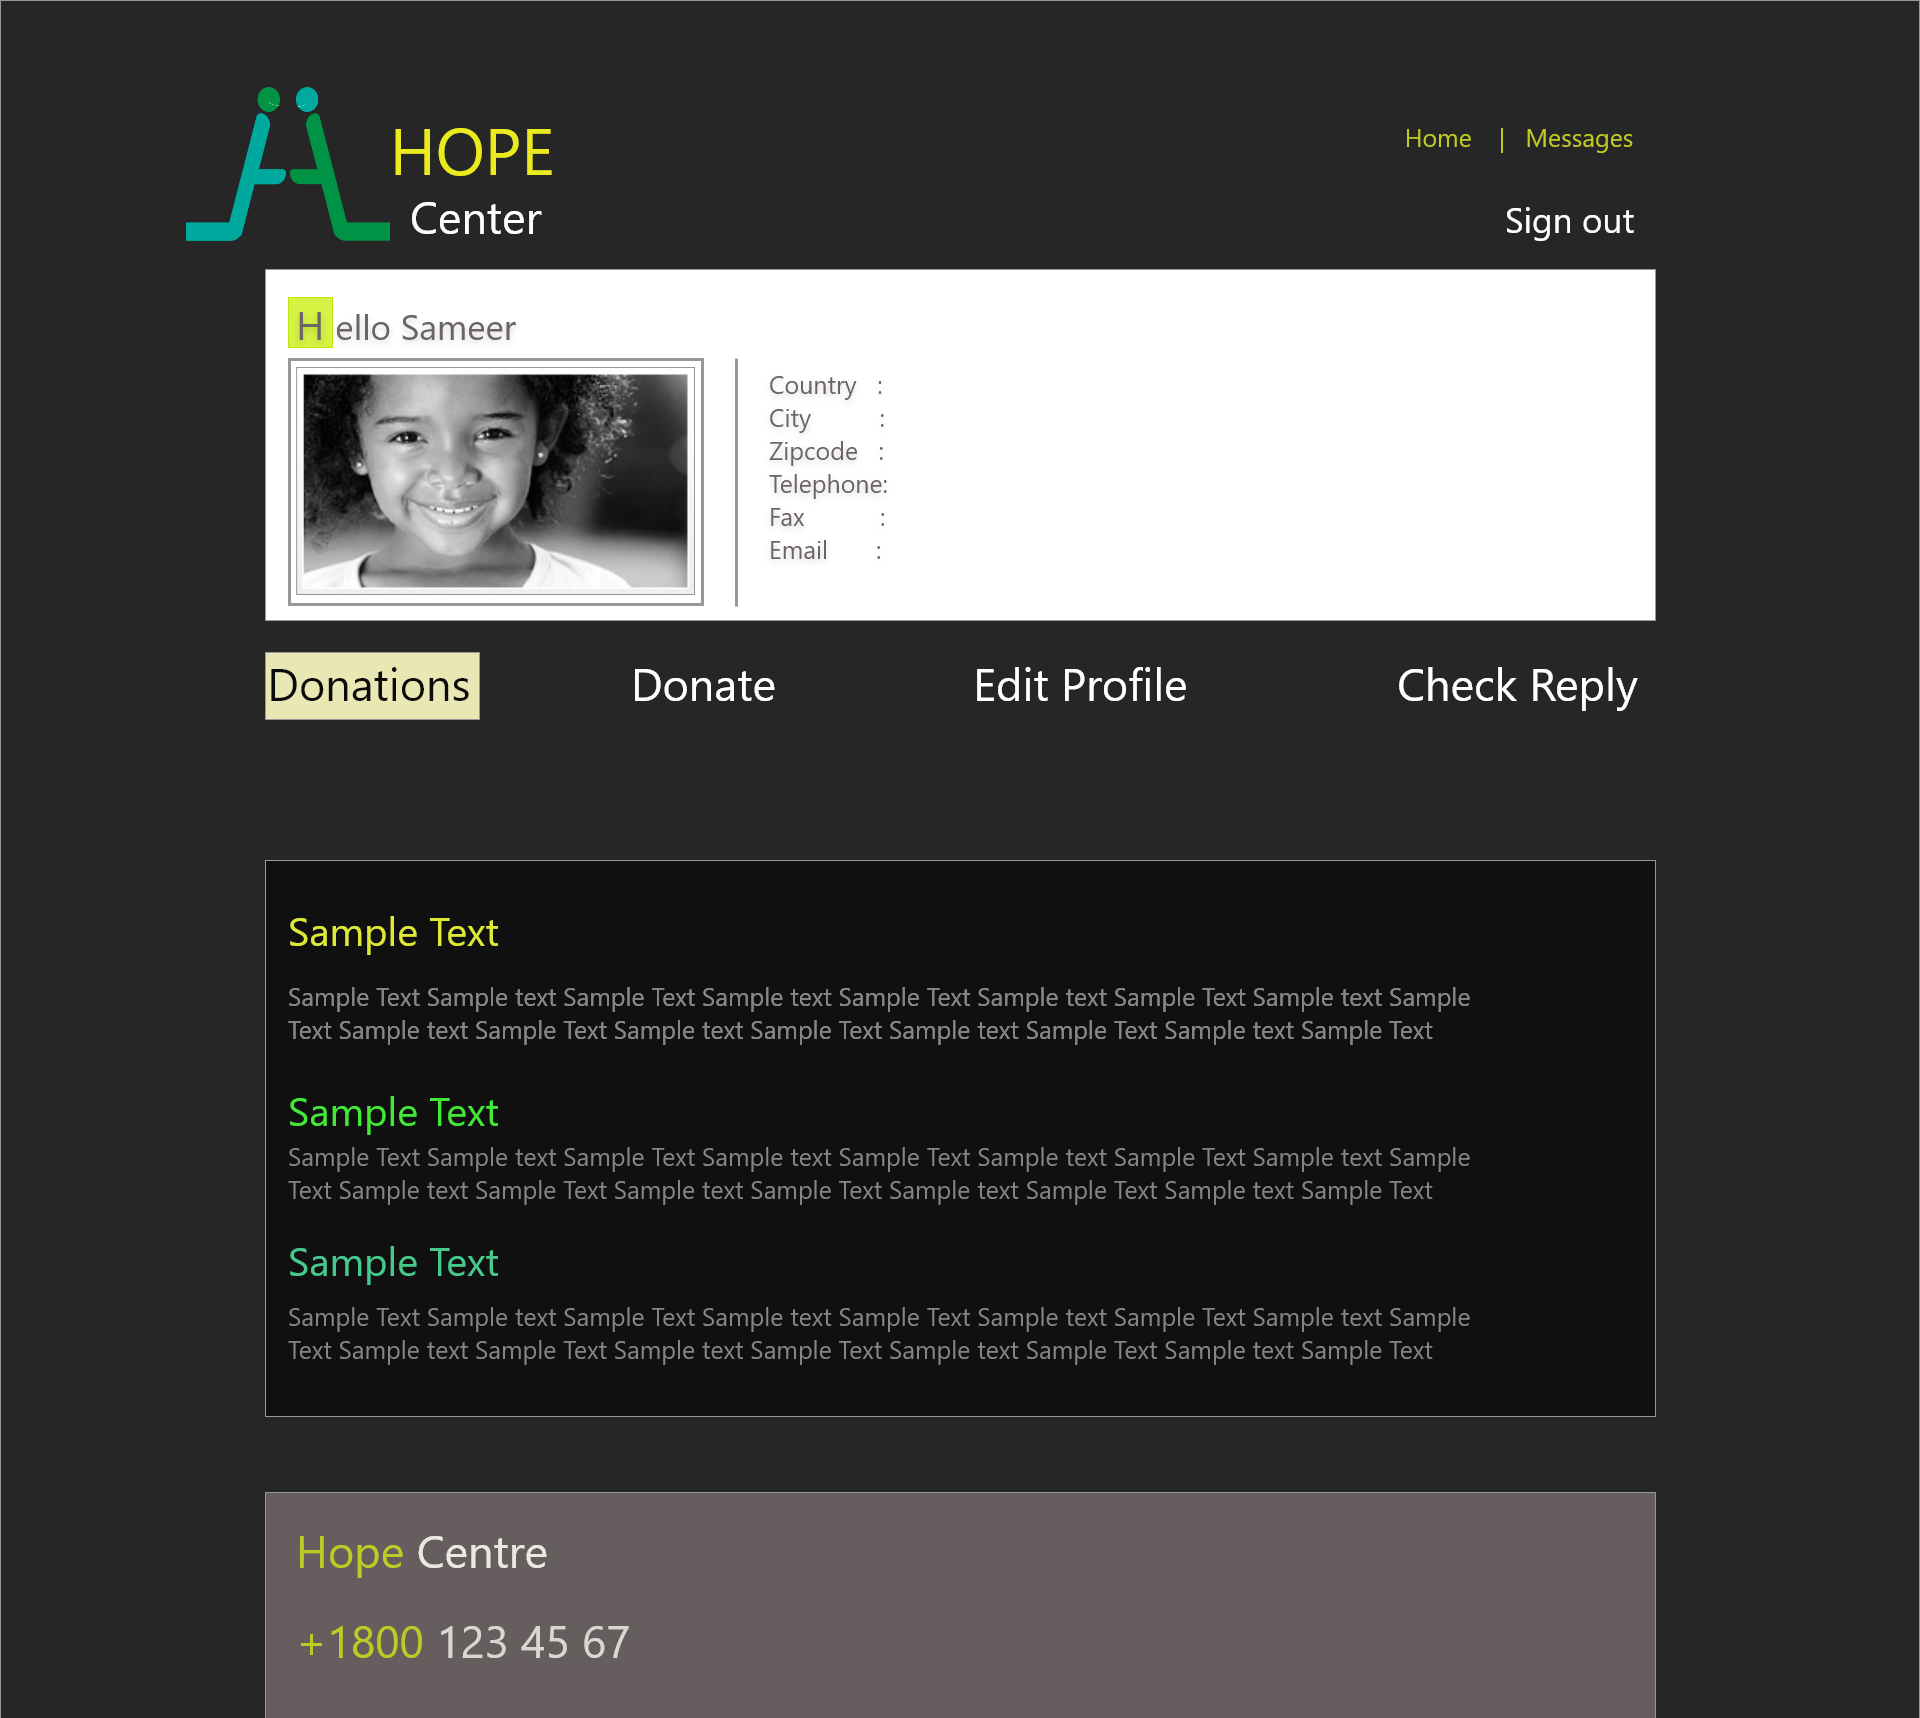 HOPE
Center
Home | Messages
Sign out
Hello Sameer
Country :
City :
Zipcode :
Telephone:
Fax :
Email :
Donations Donate Edit Profile Check Reply
Sample Text
Sample Text Sample text Sample Text Sample text Sample Text Sample text Sample Text Sample text Sample
Text Sample text Sample Text Sample text Sample Text Sample text Sample Text Sample text Sample Text
Sample Text
Sample Text Sample text Sample Text Sample text Sample Text Sample text Sample Text Sample text Sample
Text Sample text Sample Text Sample text Sample Text Sample text Sample Text Sample text Sample Text
Sample Text
Sample Text Sample text Sample Text Sample text Sample Text Sample text Sample Text Sample text Sample
Text Sample text Sample Text Sample text Sample Text Sample text Sample Text Sample text Sample Text
Hope Centre
+1800 123 45 67